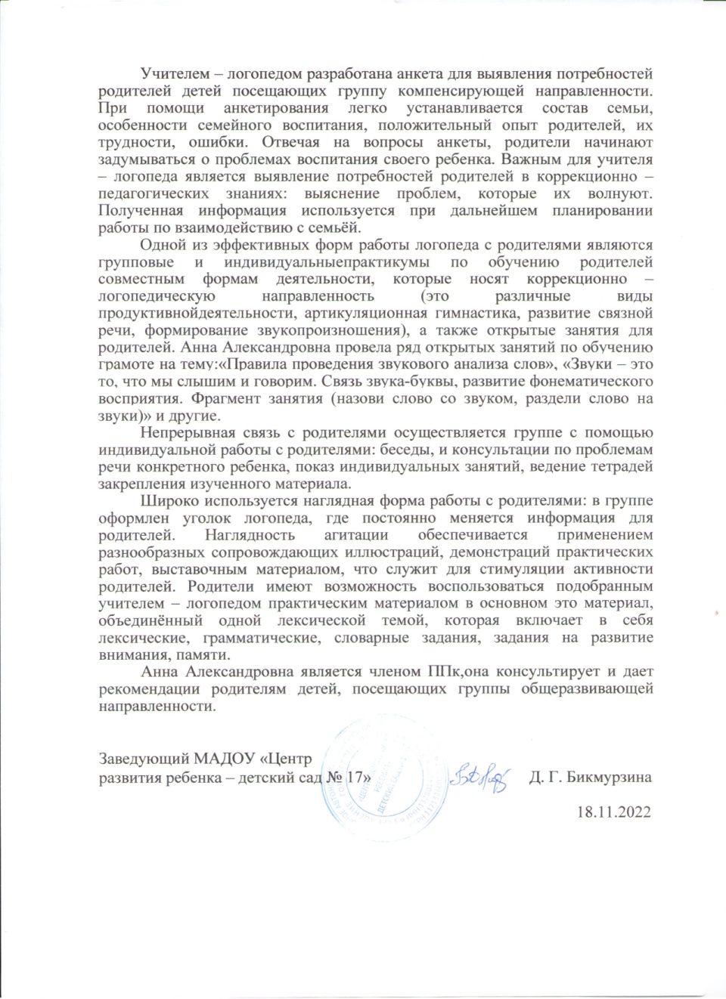 Учителем – логопедом разработана анкета для выявления потребностей
родителей детей посещающих группу компенсирующей направленности.
При помощи анкетирования легко устанавливается состав семьи,
особенности семейного воспитания, положительный опыт родителей, их
трудности, ошибки. Отвечая на вопросы анкеты, родители начинают
задумываться о проблемах воспитания своего ребенка. Важным для учителя
– логопеда является выявление потребностей родителей в коррекционно –
педагогических знаниях: выяснение проблем, которые их волнуют.
Полученная информация используется при дальнейшем планировании
работы по взаимодействию с семьёй.
Одной из эффективных форм работы логопеда с родителями являются
групповые и индивидуальныепрактикумы по обучению родителей
совместным формам деятельности, которые носят коррекционно –
логопедическую направленность (это различные виды
продуктивнойдеятельности, артикуляционная гимнастика, развитие связной
речи, формирование звукопроизношения), а также открытые занятия для
родителей. Анна Александровна провела ряд открытых занятий по обучению
грамоте на тему:«Правила проведения звукового анализа слов», «Звуки – это
то, что мы слышим и говорим. Связь звука-буквы, развитие фонематического
восприятия. Фрагмент занятия (назови слово со звуком, раздели слово на
звуки)» и другие.
Непрерывная связь с родителями осуществляется группе с помощью
индивидуальной работы с родителями: беседы, и консультации по проблемам
речи конкретного ребенка, показ индивидуальных занятий, ведение тетрадей
закрепления изученного материала.
Широко используется наглядная форма работы с родителями: в группе
оформлен уголок логопеда, где постоянно меняется информация для
родителей. Наглядность агитации обеспечивается применением
разнообразных сопровождающих иллюстраций, демонстраций практических
работ, выставочным материалом, что служит для стимуляции активности
родителей. Родители имеют возможность воспользоваться подобранным
учителем – логопедом практическим материалом в основном это материал,
объединённый одной лексической темой, которая включает в себя
лексические, грамматические, словарные задания, задания на развитие
внимания, памяти.
Анна Александровна является членом ППк,она консультирует и дает
рекомендации родителям детей, посещающих группы общеразвивающей
направленности.
Заведующий МАДОУ «Центр
развития ребенка – детский сад № 17» Д. Г. Бикмурзина
18.11.2022